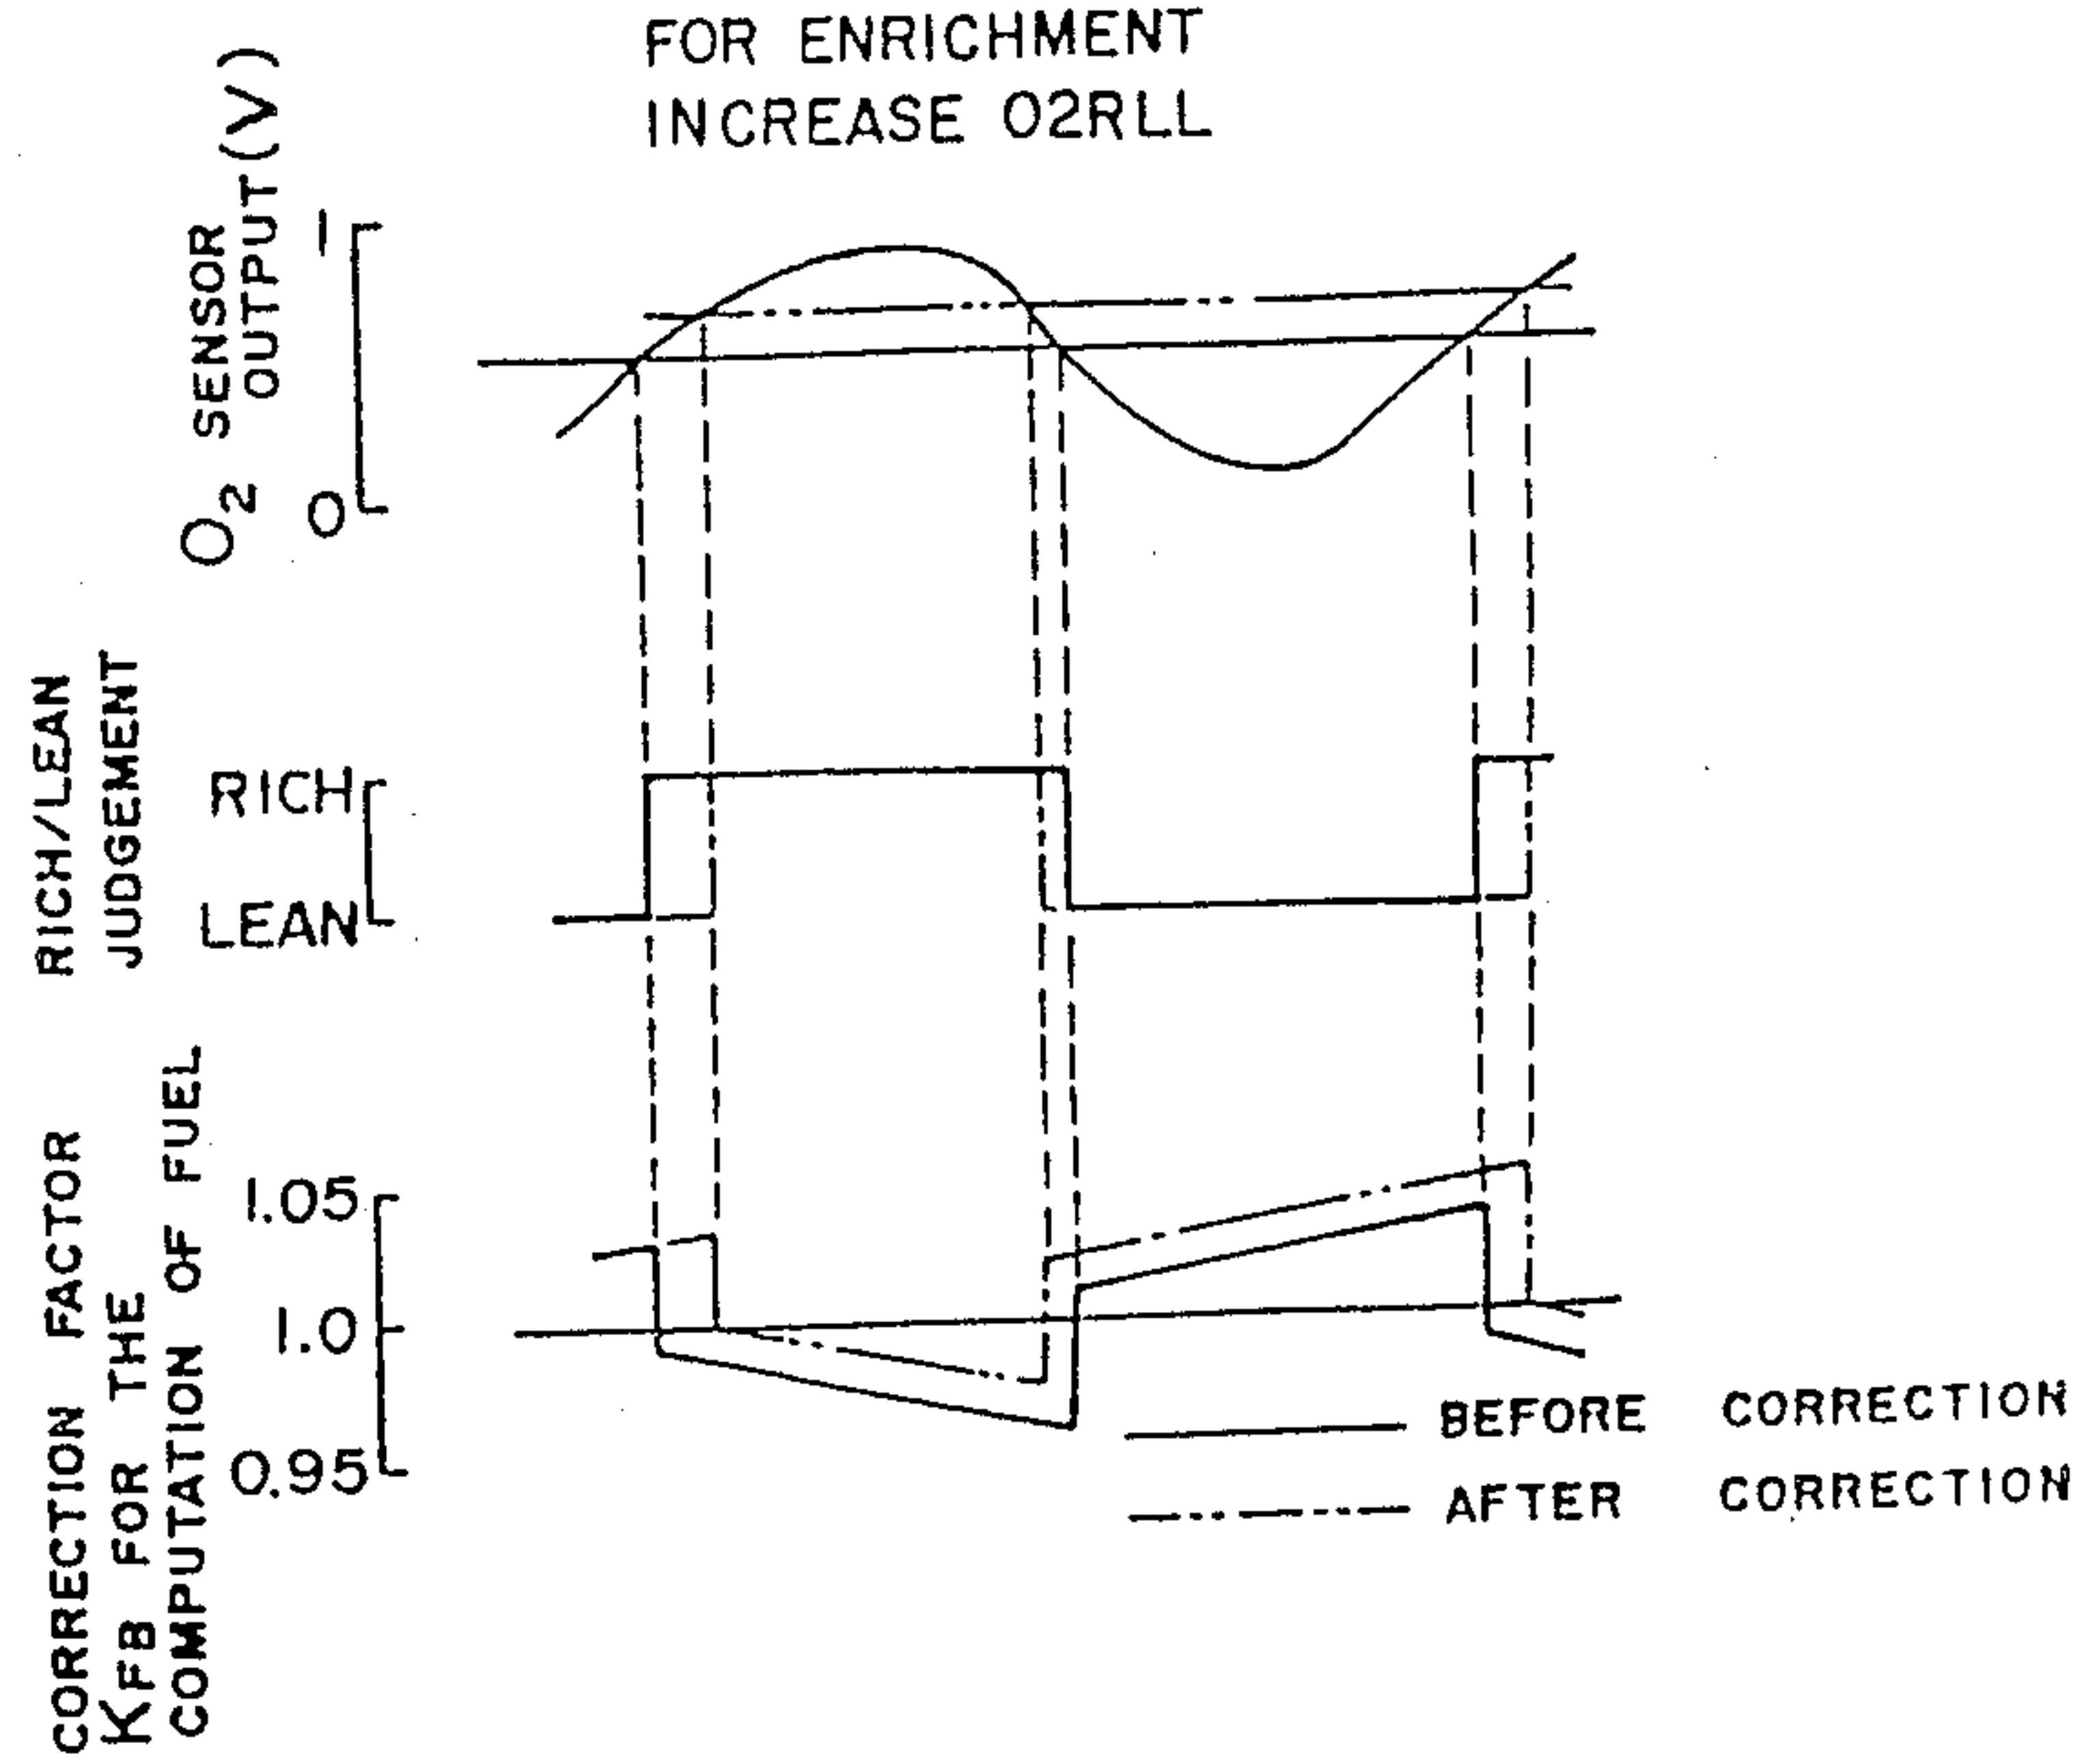 FOR ENRICHMENT
INCREASE O2RLL
O2 SENSOR
OUTPUT (V)
1
0
RICH/LEAN
JUDGEMENT
RICH
LEAN
CORRECTION FACTOR
KFB FOR THE
COMPUTATION OF FUEL
1.05
1.0
0.95
BEFORE CORRECTION
AFTER CORRECTION